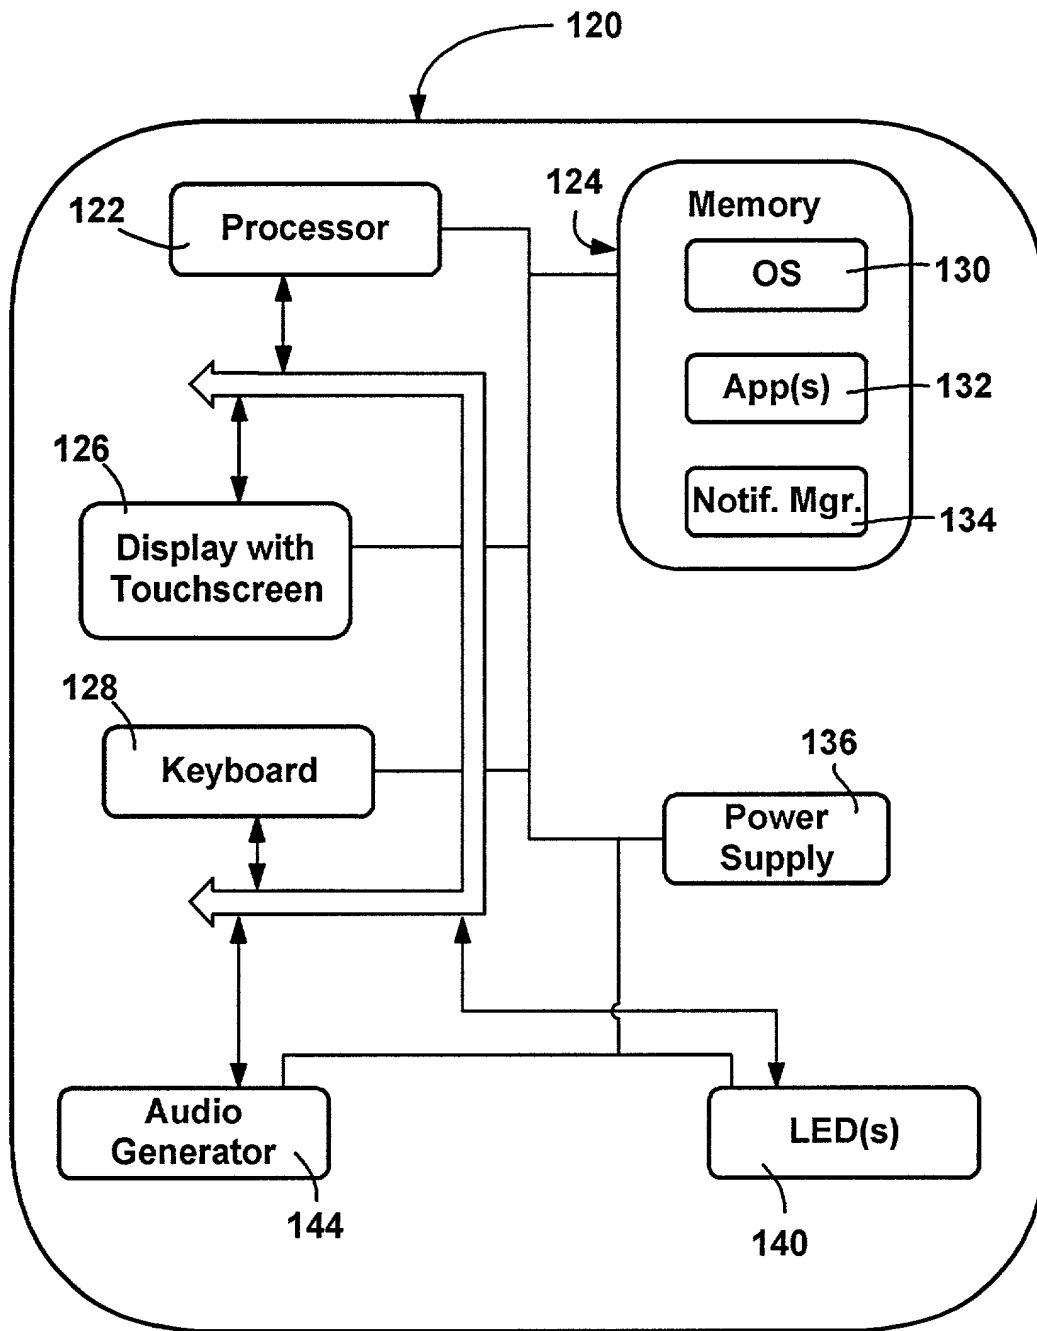 120
122
Processor
124
Memory
OS
130
App(s)
132
Notif. Mgr.
134
126
Display with
Touchscreen
128
Keyboard
136
Power
Supply
Audio
Generator
144
LED(s)
140